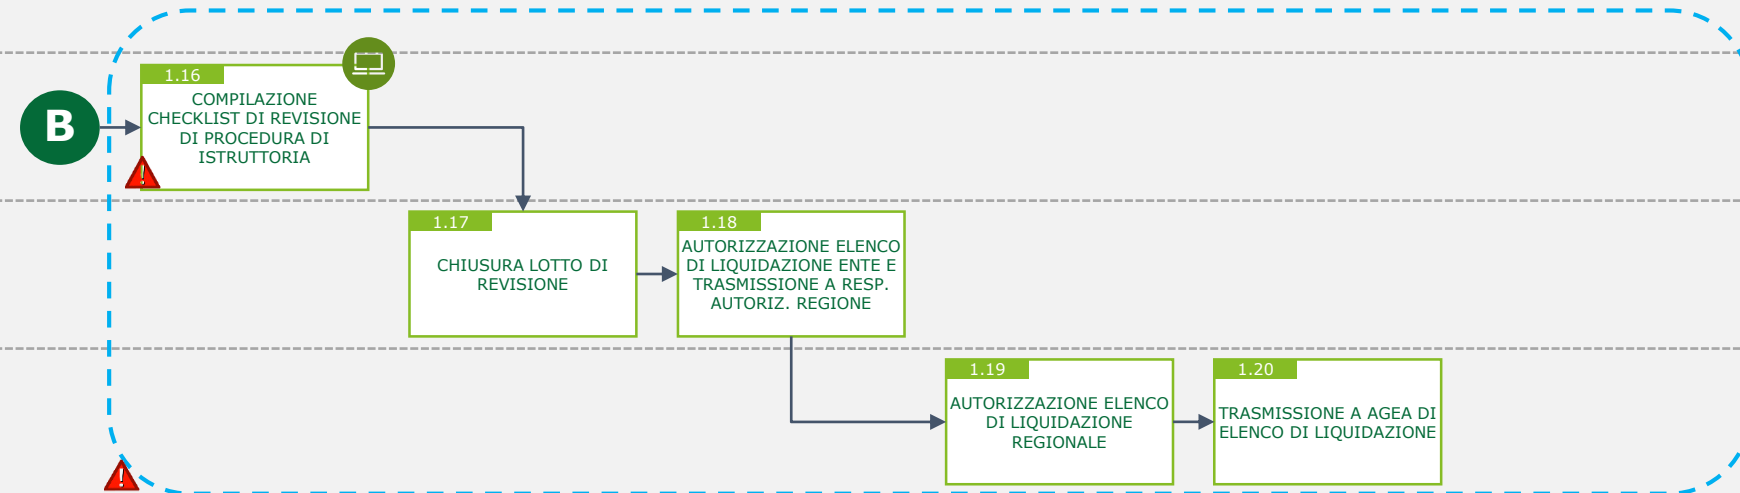 B
1.16
COMPILAZIONE
CHECKLIST DI REVISIONE
DI PROCEDURA DI
ISTRUTTORIA
1.17
CHIUSURA LOTTO DI
REVISIONE
1.18
AUTORIZZAZIONE ELENCO
DI LIQUIDAZIONE ENTE E
TRASMISSIONE A RESP.
AUTORIZ. REGIONE
1.19
AUTORIZZAZIONE ELENCO
DI LIQUIDAZIONE
REGIONALE
1.20
TRASMISSIONE A AGEA DI
ELENCO DI LIQUIDAZIONE